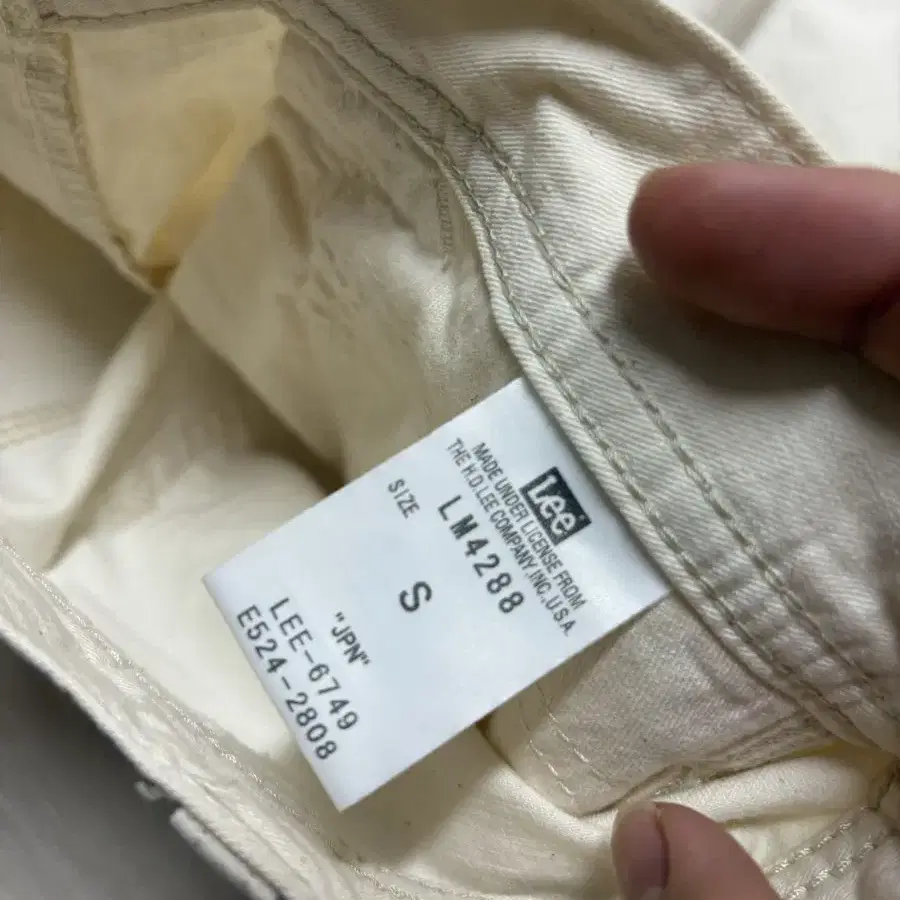 Lee
MADE UNDER LICENSE FROM
THE H.D.LEE COMPANY,INC.,U.S.A.
LM4288
SIZE S
"JPN"
LEE-6749
E524-2808